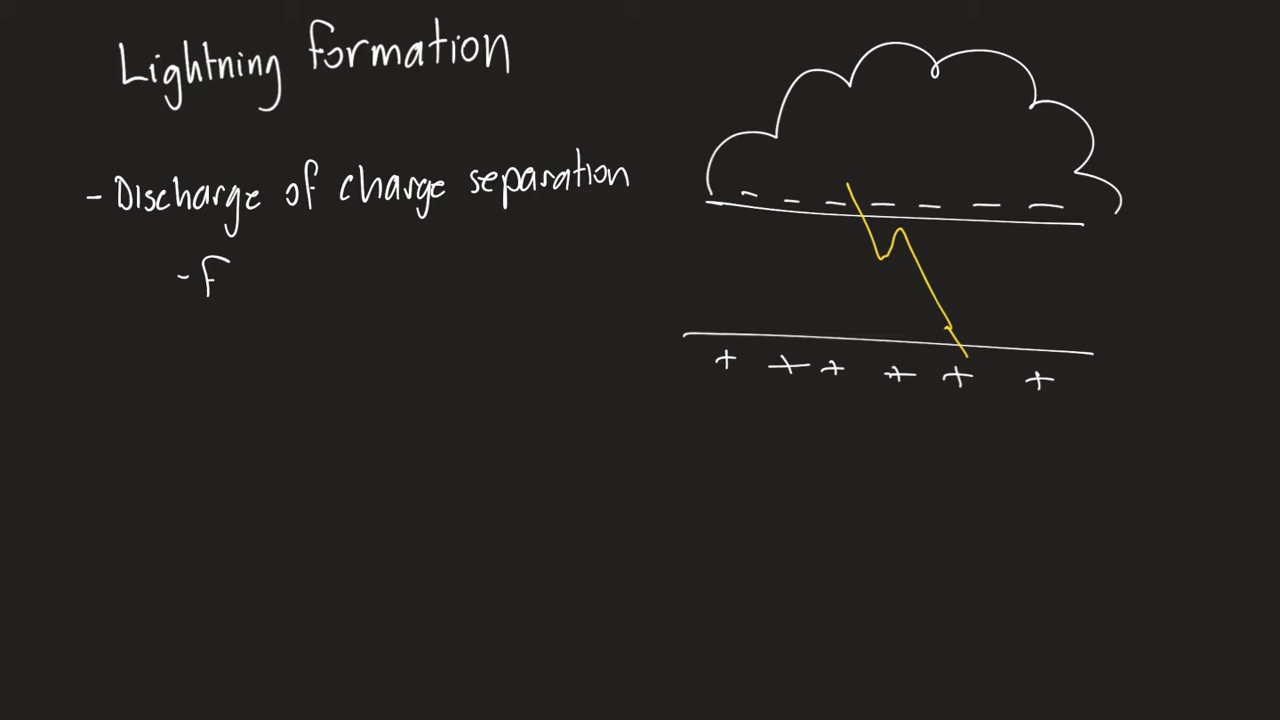 Lightning formation
- Discharge of charge separation
- F
- - - - - - -
+ + + + + +